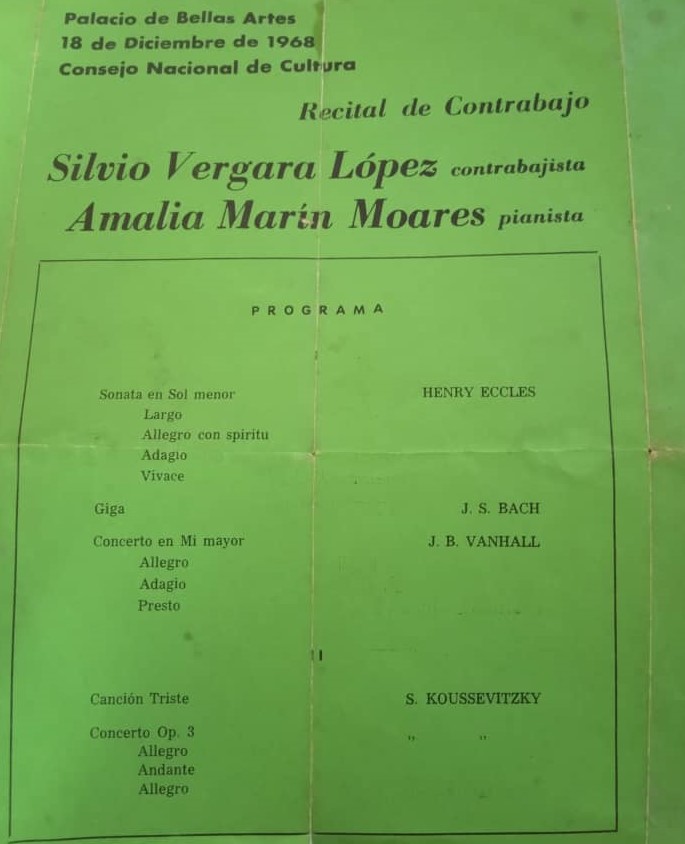 Palacio de Bellas Artes
18 de Diciembre de 1968
Consejo Nacional de Cultura
Recital de Contrabajo
Silvio Vergara López contrabajista
Amalia Marín Moares pianista
PROGRAMA
I
Sonata en Sol menor HENRY ECCLES
Largo
Allegro con spiritu
Adagio
Vivace
Giga J. S. BACH
Concerto en Mi mayor J. B. VANHALL
Allegro
Adagio
Presto
II
Canción Triste S. KOUSSEVITZKY
Concerto Op. 3 " "
Allegro
Andante
Allegro